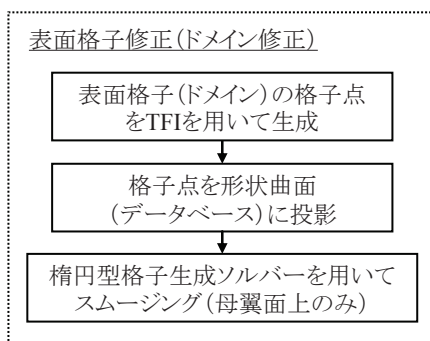 表面格子修正(ドメイン修正)
表面格子(ドメイン)の格子点
をTFIを用いて生成
格子点を形状曲面
(データベース)に投影
楕円型格子生成ソルバーを用いて
スムージング(母翼面上のみ)